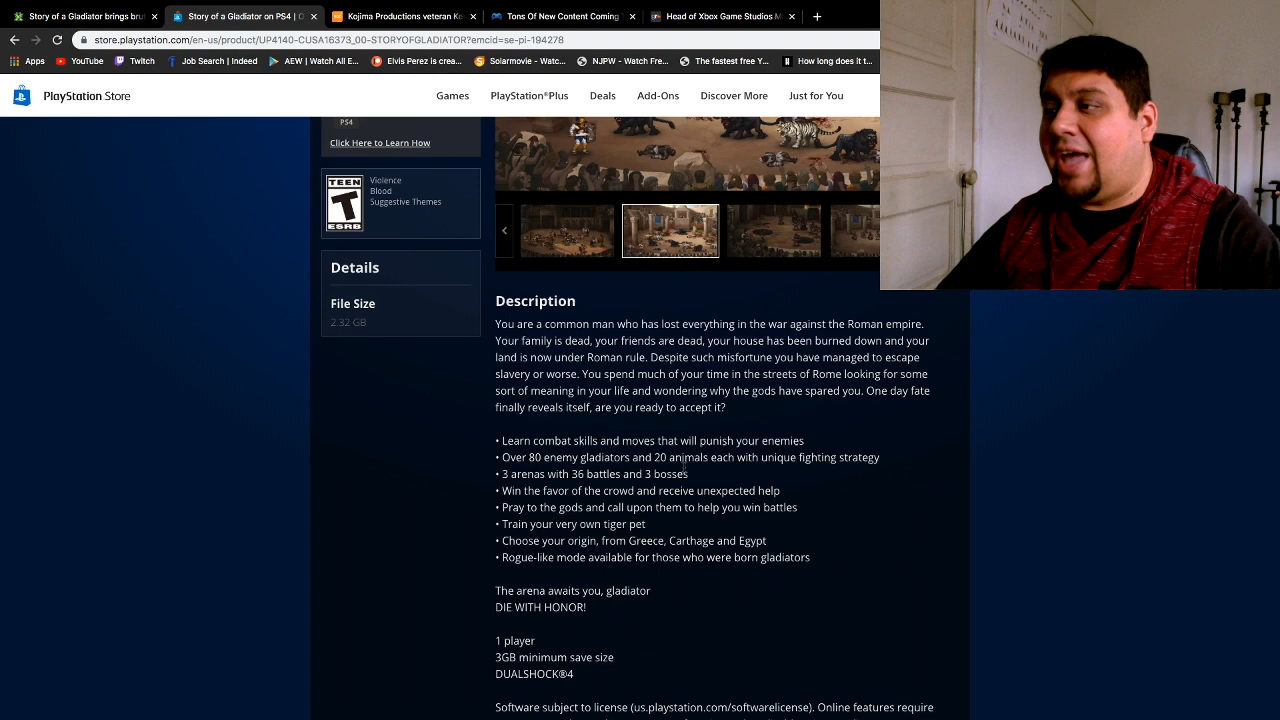 Story of a Gladiator brings bru
Story of a Gladiator on PS4 | O
Kojima Productions veteran Ke
Tons Of New Content Coming
Head of Xbox Game Studios M
store.playstation.com/en-us/product/UP4140-CUSA16373_00-STORYOFGLADIATOR?emcid=se-pi-194278
Apps
YouTube
Twitch
Job Search | Indeed
AEW | Watch All E...
Elvis Perez is crea...
Solarmovie - Watc...
NJPW - Watch Fre...
The fastest free Y...
How long does it t...
PlayStation Store
Games
PlayStation®Plus
Deals
Add-Ons
Discover More
Just for You
PS4
Click Here to Learn How
TEEN
T
ESRB
Violence
Blood
Suggestive Themes
Details
File Size
2.32 GB
Description
You are a common man who has lost everything in the war against the Roman empire.
Your family is dead, your friends are dead, your house has been burned down and your
land is now under Roman rule. Despite such misfortune you have managed to escape
slavery or worse. You spend much of your time in the streets of Rome looking for some
sort of meaning in your life and wondering why the gods have spared you. One day fate
finally reveals itself, are you ready to accept it?
• Learn combat skills and moves that will punish your enemies
• Over 80 enemy gladiators and 20 animals each with unique fighting strategy
• 3 arenas with 36 battles and 3 bosses
• Win the favor of the crowd and receive unexpected help
• Pray to the gods and call upon them to help you win battles
• Train your very own tiger pet
• Choose your origin, from Greece, Carthage and Egypt
• Rogue-like mode available for those who were born gladiators
The arena awaits you, gladiator
DIE WITH HONOR!
1 player
3GB minimum save size
DUALSHOCK®4
Software subject to license (us.playstation.com/softwarelicense). Online features require